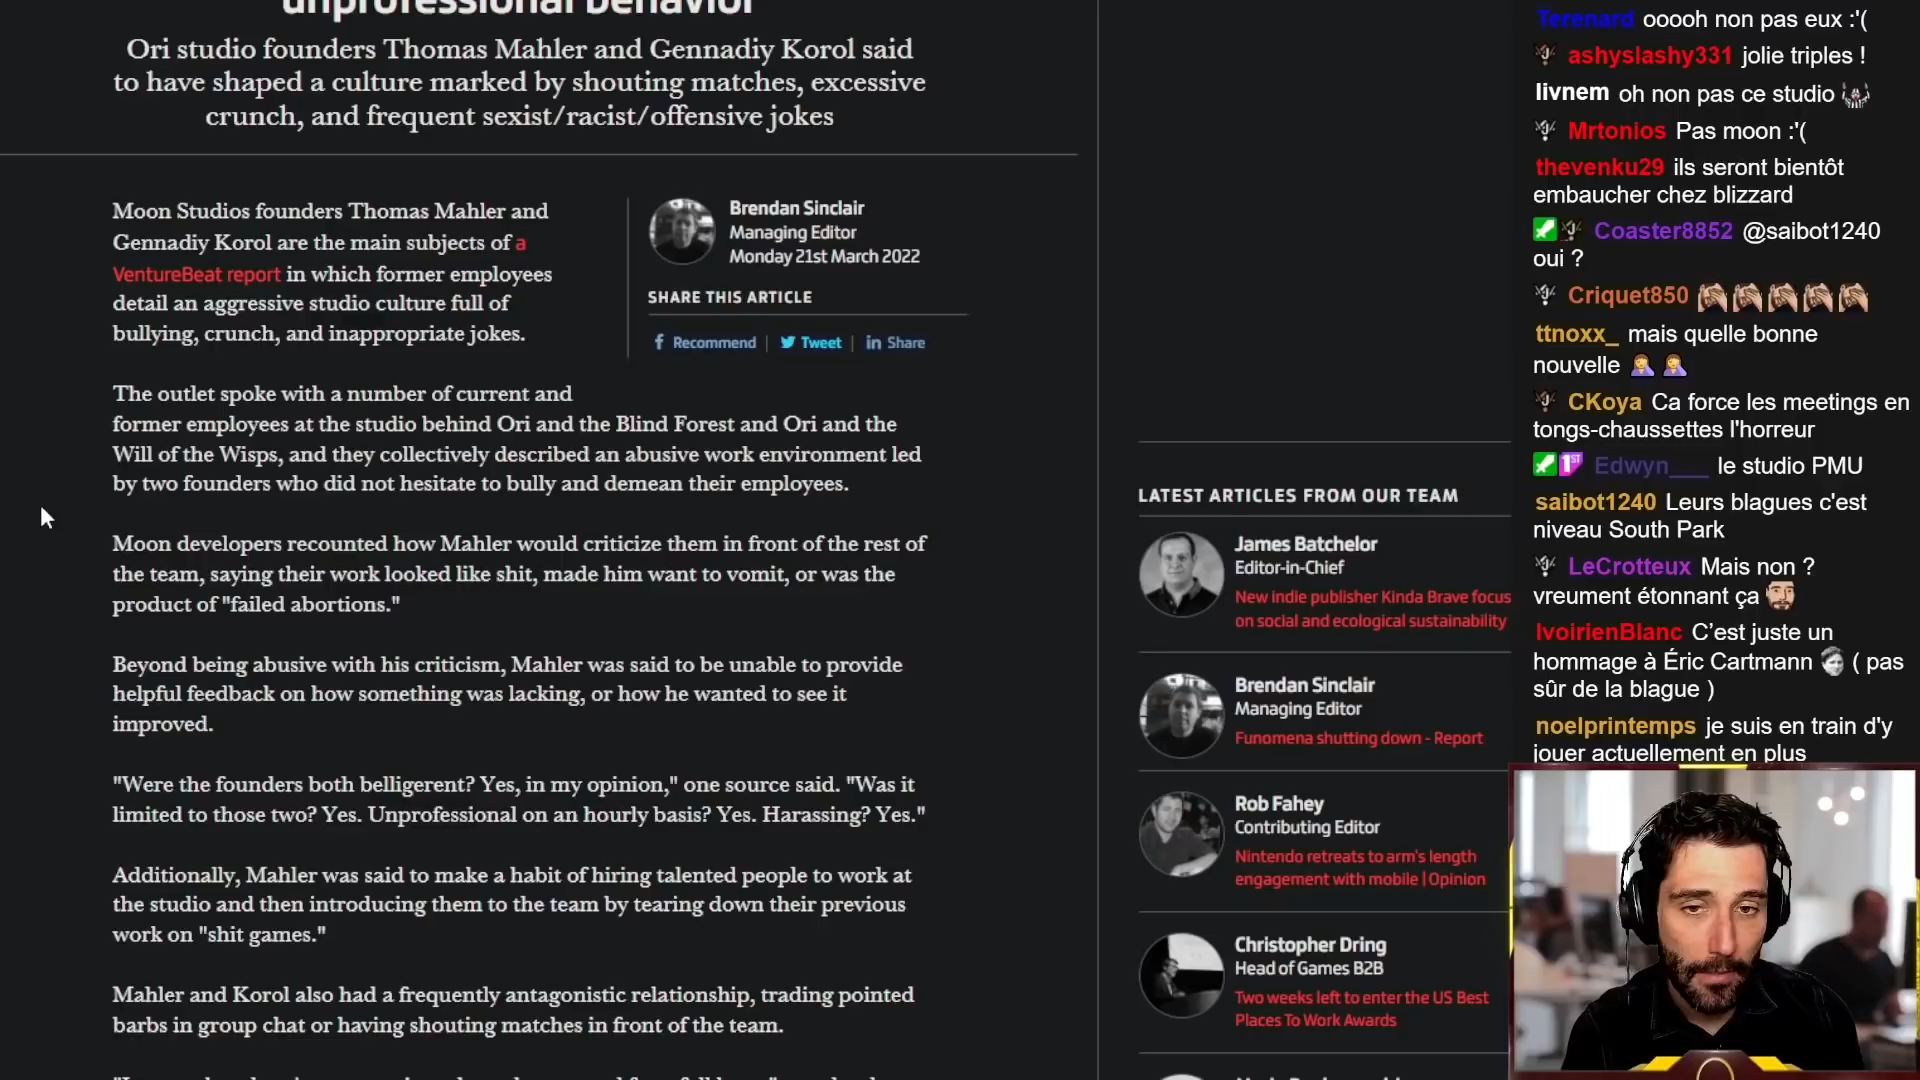 unprofessional behavior
Ori studio founders Thomas Mahler and Gennadiy Korol said
to have shaped a culture marked by shouting matches, excessive
crunch, and frequent sexist/racist/offensive jokes
Moon Studios founders Thomas Mahler and
Gennadiy Korol are the main subjects of a
VentureBeat report in which former employees
detail an aggressive studio culture full of
bullying, crunch, and inappropriate jokes.
Brendan Sinclair
Managing Editor
Monday 21st March 2022
SHARE THIS ARTICLE
Recommend | Tweet | in Share
The outlet spoke with a number of current and
former employees at the studio behind Ori and the Blind Forest and Ori and the
Will of the Wisps, and they collectively described an abusive work environment led
by two founders who did not hesitate to bully and demean their employees.
Moon developers recounted how Mahler would criticize them in front of the rest of
the team, saying their work looked like shit, made him want to vomit, or was the
product of "failed abortions."
Beyond being abusive with his criticism, Mahler was said to be unable to provide
helpful feedback on how something was lacking, or how he wanted to see it
improved.
"Were the founders both belligerent? Yes, in my opinion," one source said. "Was it
limited to those two? Yes. Unprofessional on an hourly basis? Yes. Harassing? Yes."
Additionally, Mahler was said to make a habit of hiring talented people to work at
the studio and then introducing them to the team by tearing down their previous
work on "shit games."
Mahler and Korol also had a frequently antagonistic relationship, trading pointed
barbs in group chat or having shouting matches in front of the team.
LATEST ARTICLES FROM OUR TEAM
James Batchelor
Editor-in-Chief
New indie publisher Kinda Brave focus
on social and ecological sustainability
Brendan Sinclair
Managing Editor
Funomena shutting down - Report
Rob Fahey
Contributing Editor
Nintendo retreats to arm's length
engagement with mobile | Opinion
Christopher Dring
Head of Games B2B
Two weeks left to enter the US Best
Places To Work Awards
Terenard ooooh non pas eux :'(
ashyslashy331 jolie triples !
livnem oh non pas ce studio
Mrtonios Pas moon :'(
thevenku29 ils seront bientôt
embaucher chez blizzard
Coaster8852 @saibot1240
oui ?
Criquet850
ttnoxx_ mais quelle bonne
nouvelle
CKoya Ca force les meetings en
tongs-chaussettes l'horreur
1ST Edwyn___ le studio PMU
saibot1240 Leurs blagues c'est
niveau South Park
LeCrotteux Mais non ?
vreument étonnant ça
IvoirienBlanc C’est juste un
hommage à Éric Cartmann ( pas
sûr de la blague )
noelprintemps je suis en train d'y
jouer actuellement en plus